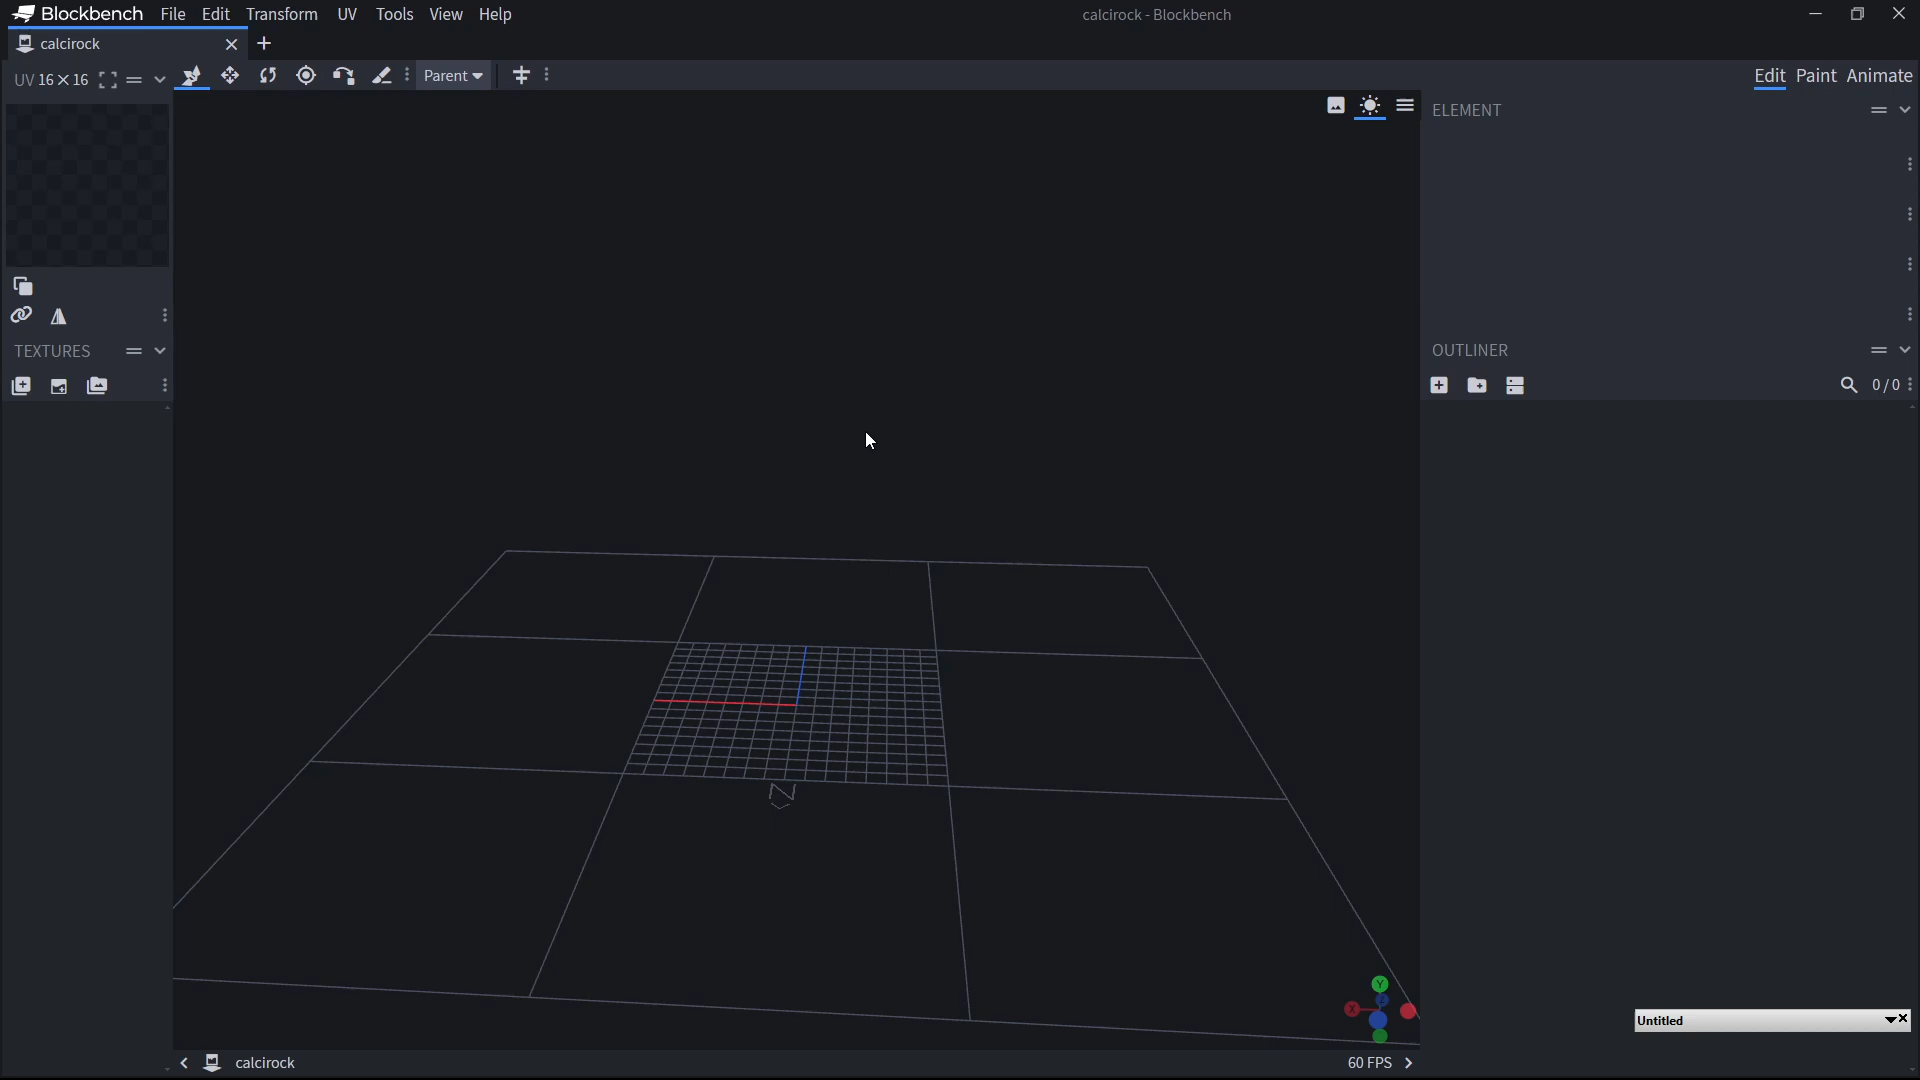 Blockbench File Edit Transform UV Tools View Help calcirock - Blockbench
calcirock
UV 16×16 Parent Edit Paint Animate
ELEMENT
TEXTURES OUTLINER
0/0
N
Y
Z
X
Untitled
calcirock 60 FPS